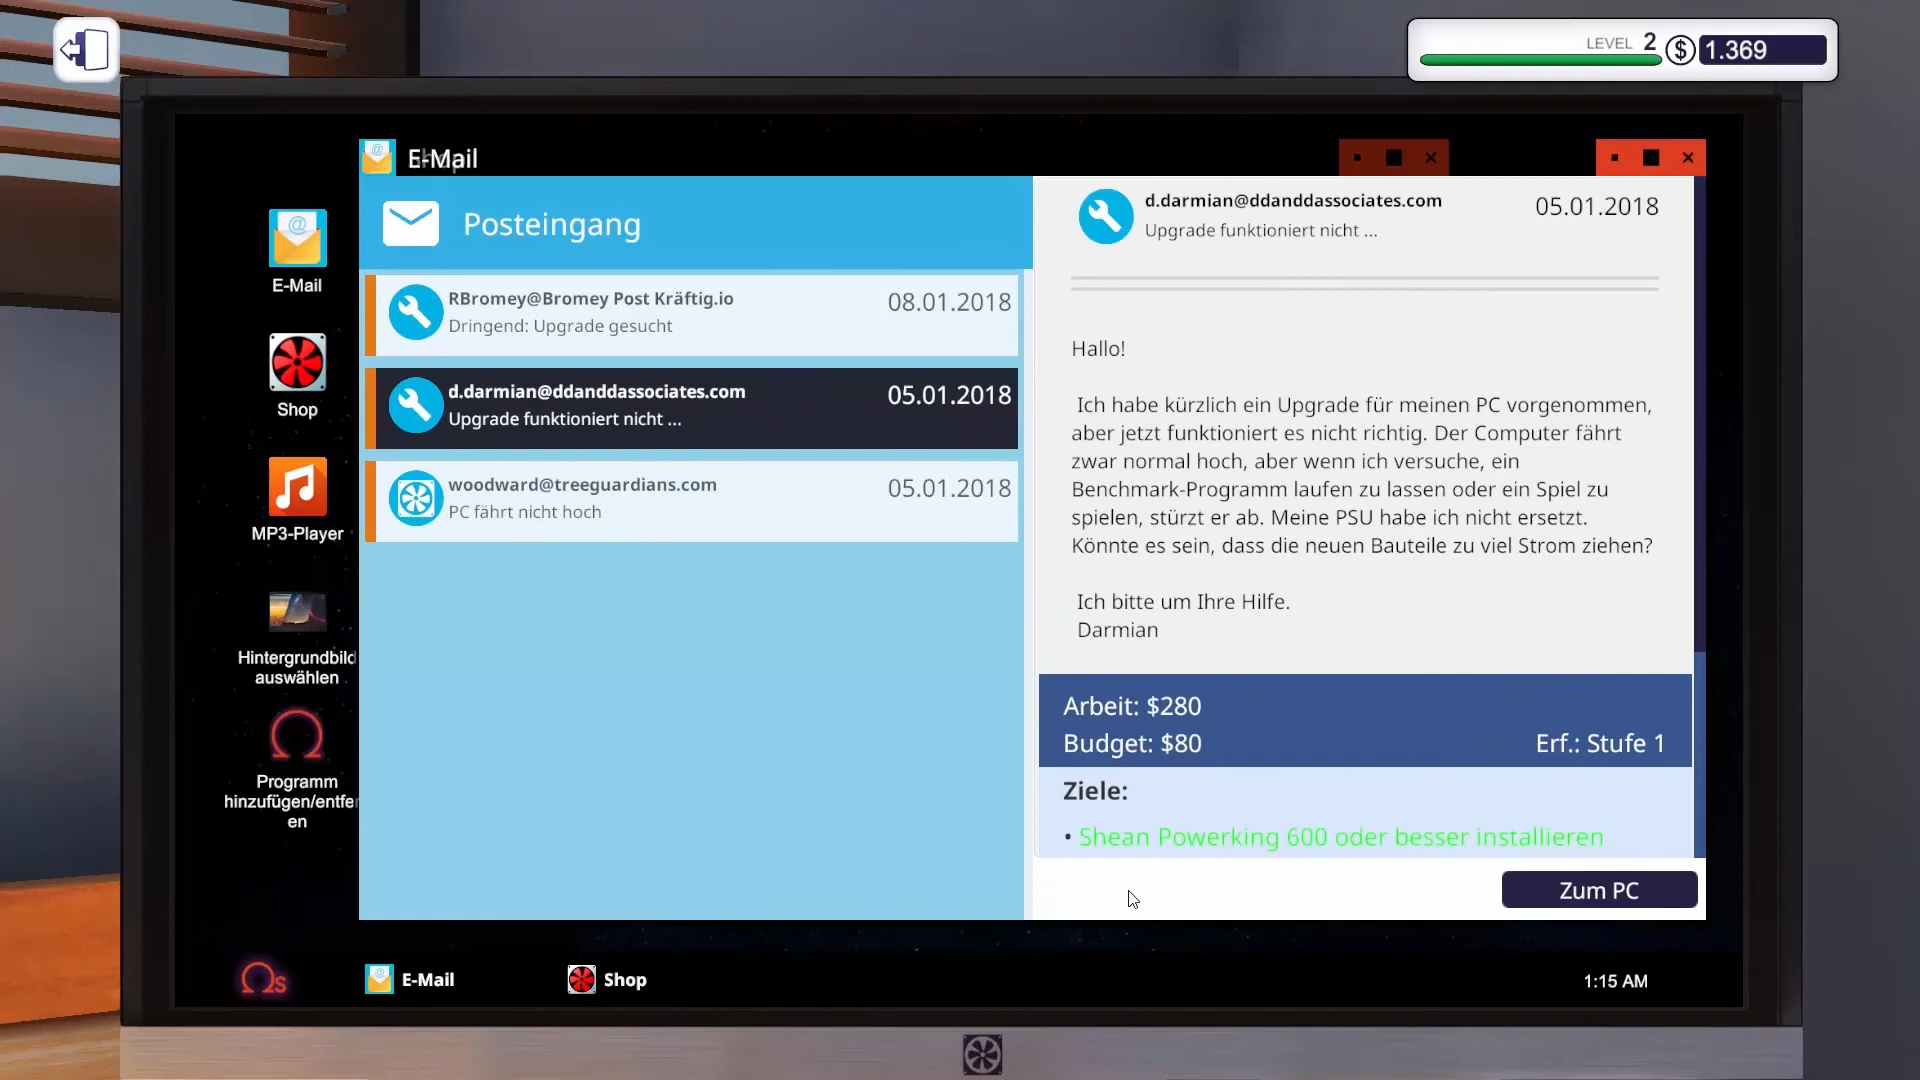 LEVEL 2
$ 1.369
E-Mail
Posteingang
RBromey@Bromey Post Kräftig.io
08.01.2018
Dringend: Upgrade gesucht
d.darmian@ddanddassociates.com
05.01.2018
Upgrade funktioniert nicht ...
woodward@treeguardians.com
05.01.2018
PC fährt nicht hoch
d.darmian@ddanddassociates.com
05.01.2018
Upgrade funktioniert nicht ...
Hallo!
Ich habe kürzlich ein Upgrade für meinen PC vorgenommen,
aber jetzt funktioniert es nicht richtig. Der Computer fährt
zwar normal hoch, aber wenn ich versuche, ein
Benchmark-Programm laufen zu lassen oder ein Spiel zu
spielen, stürzt er ab. Meine PSU habe ich nicht ersetzt.
Könnte es sein, dass die neuen Bauteile zu viel Strom ziehen?
Ich bitte um Ihre Hilfe.
Darmian
Arbeit: $280
Budget: $80
Erf.: Stufe 1
Ziele:
• Shean Powerking 600 oder besser installieren
Zum PC
E-Mail
Shop
MP3-Player
Hintergrundbild
auswählen
Programm
hinzufügen/entfer
en
Ωs
E-Mail
Shop
1:15 AM